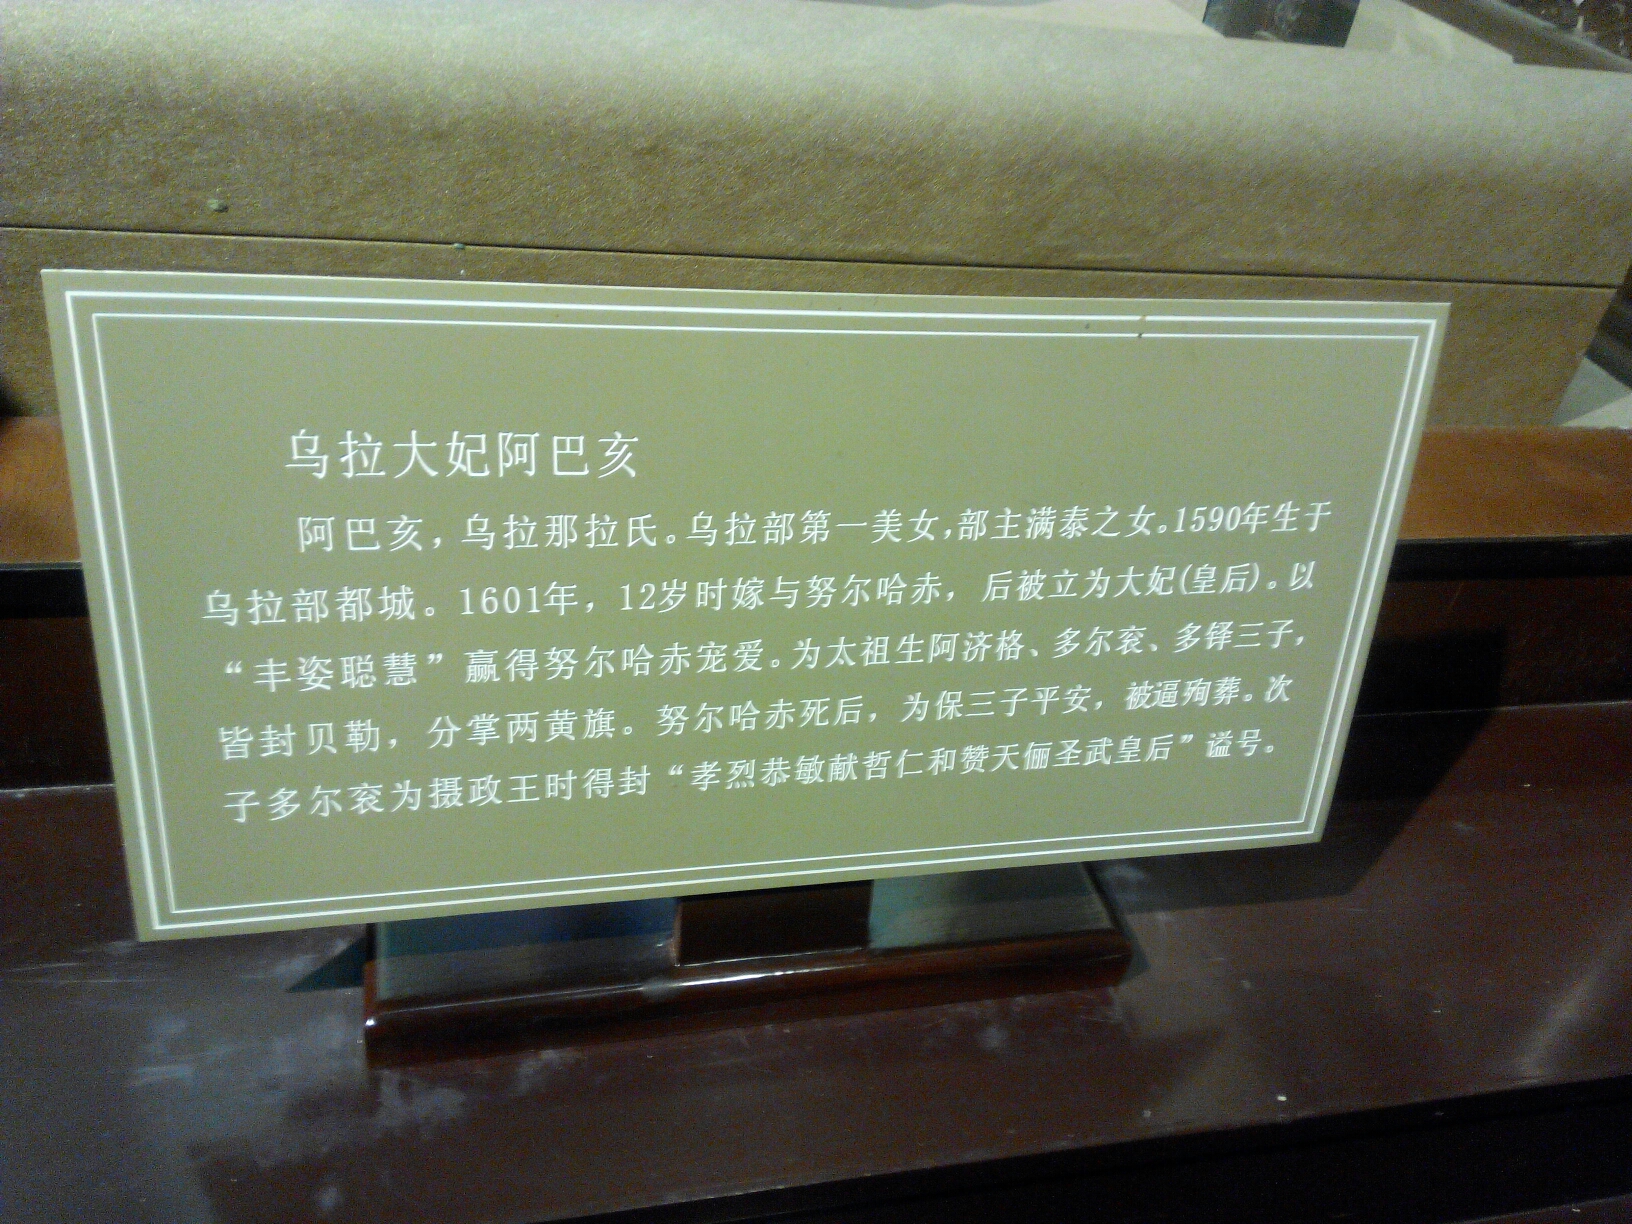 乌拉大妃阿巴亥
阿巴亥，乌拉那拉氏。乌拉部第一美女，部主满泰之女。1590年生于
乌拉部都城。1601年，12岁时嫁与努尔哈赤，后被立为大妃(皇后)。以
“丰姿聪慧”赢得努尔哈赤宠爱。为太祖生阿济格、多尔衮、多铎三子，
皆封贝勒，分掌两黄旗。努尔哈赤死后，为保三子平安，被逼殉葬。次
子多尔衮为摄政王时得封“孝烈恭敏献哲仁和赞天俪圣武皇后”谥号。